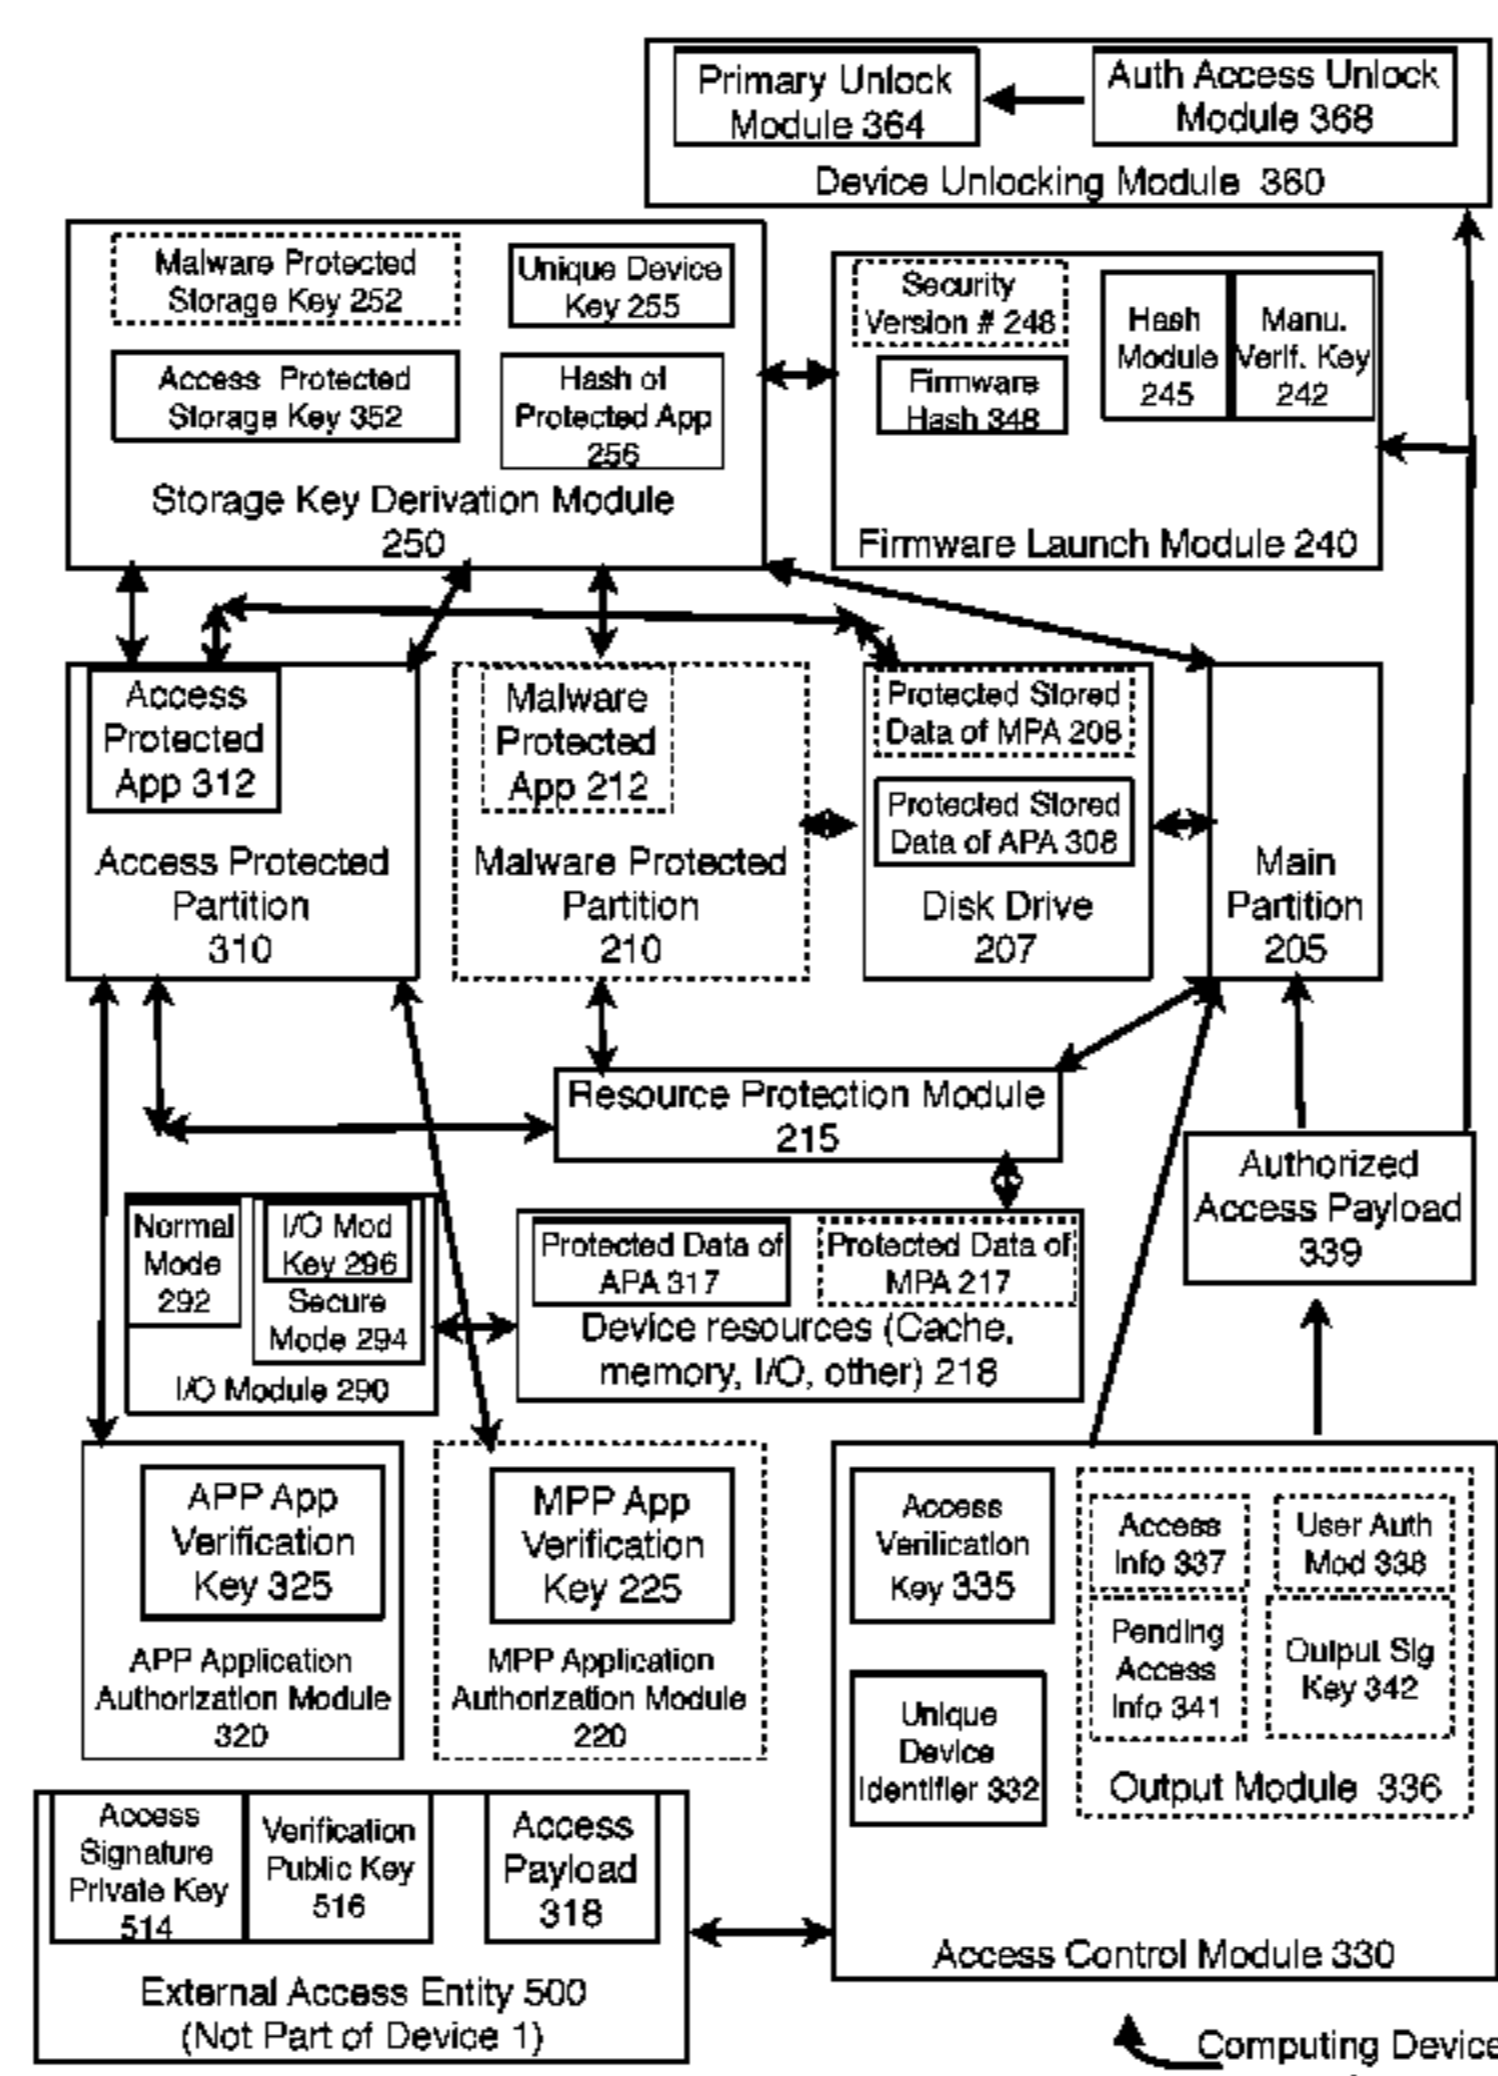 Primary Unlock
Module 364
Auth Access Unlock
Module 368
Device Unlocking Module 360
Malware Protected
Storage Key 252
Unique Device
Key 255
Access Protected
Storage Key 352
Hash of
Protected App
256
Storage Key Derivation Module
250
Security
Version # 248
Firmware
Hash 348
Hash
Module
245
Manu.
Verif. Key
242
Firmware Launch Module 240
Access
Protected
App 312
Access Protected
Partition
310
Malware
Protected
App 212
Malware Protected
Partition
210
Protected Stored
Data of MPA 208
Protected Stored
Data of APA 308
Disk Drive
207
Main
Partition
205
Resource Protection Module
215
Authorized
Access Payload
339
Normal
Mode
292
I/O Mod
Key 296
Secure
Mode 294
I/O Module 290
Protected Data of
APA 317
Protected Data of
MPA 217
Device resources (Cache,
memory, I/O, other) 218
APP App
Verification
Key 325
APP Application
Authorization Module
320
MPP App
Verification
Key 225
MPP Application
Authorization Module
220
Access
Verification
Key 335
Unique
Device
Identifier 332
Access
Info 337
User Auth
Mod 338
Pending
Access
Info 341
Output Sig
Key 342
Output Module 336
Access Control Module 330
Access
Signature
Private Key
514
Verification
Public Key
516
Access
Payload
318
External Access Entity 500
(Not Part of Device 1)
Computing Device